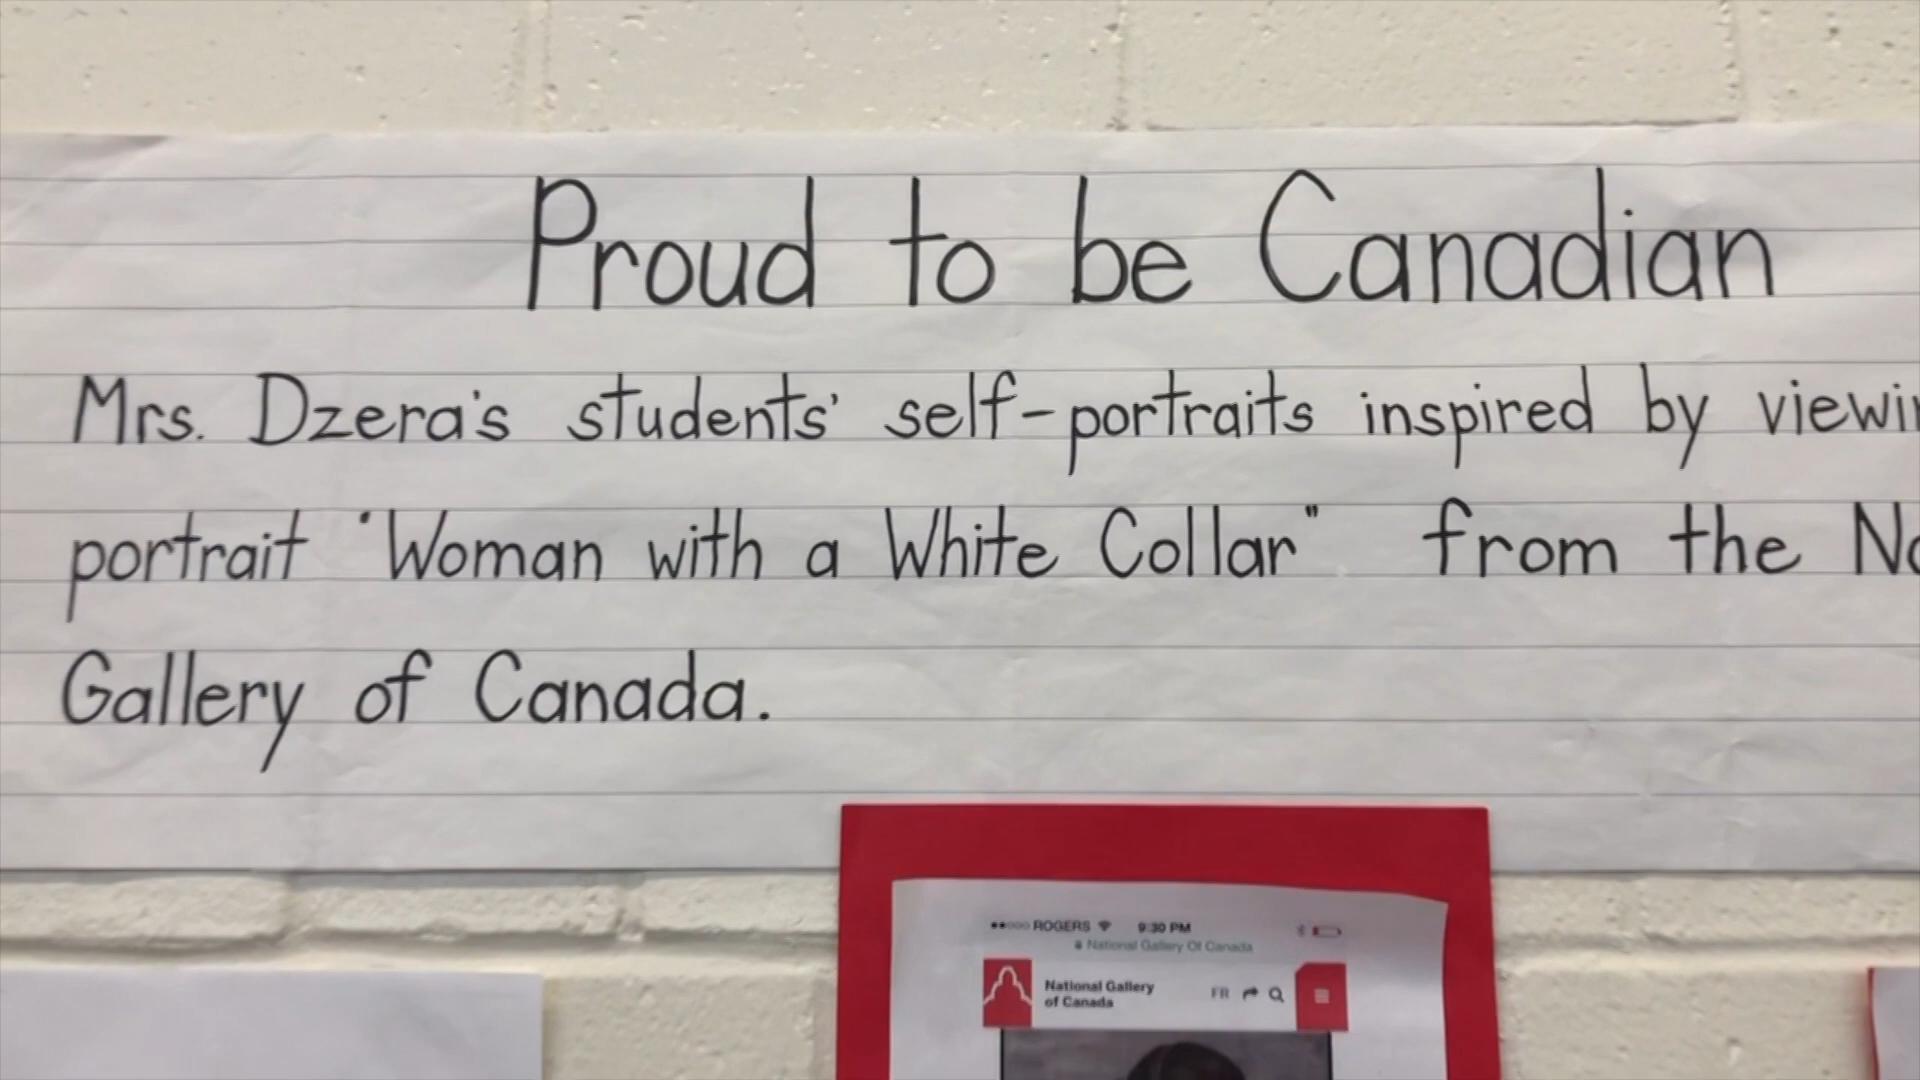 Proud to be Canadian
Mrs. Dzera's students' self-portraits inspired by
portrait "Woman with a White Collar" from the
Gallery of Canada.
ROGERS 9:30 PM
National Gallery Of Canada
National Gallery
of Canada
FR